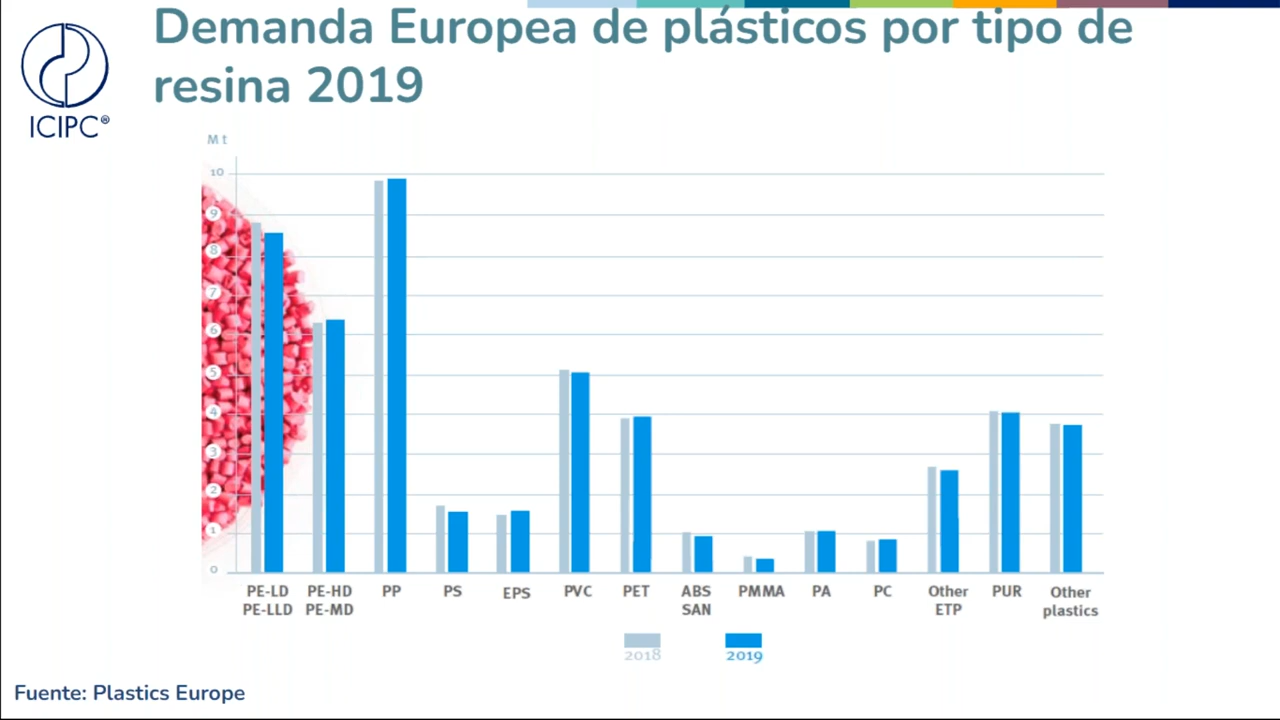 Demanda Europea de plásticos por tipo de
resina 2019
ICIPC®
M t
10
9
8
7
6
5
4
3
2
1
0
PE-LD PE-HD PP PS EPS PVC PET ABS PMMA PA PC Other PUR Other
PE-LLD PE-MD SAN ETP plastics
2018 2019
Fuente: Plastics Europe